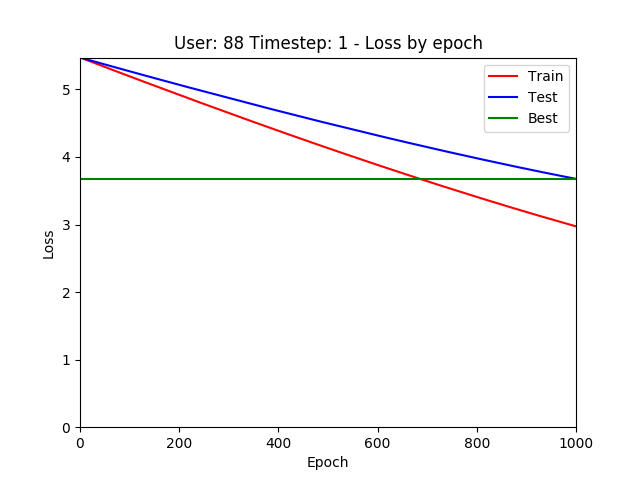 User: 88 Timestep: 1 - Loss by epoch
Train
Test
Best
5
4
3
2
1
0
Loss
0 200 400 600 800 1000
Epoch